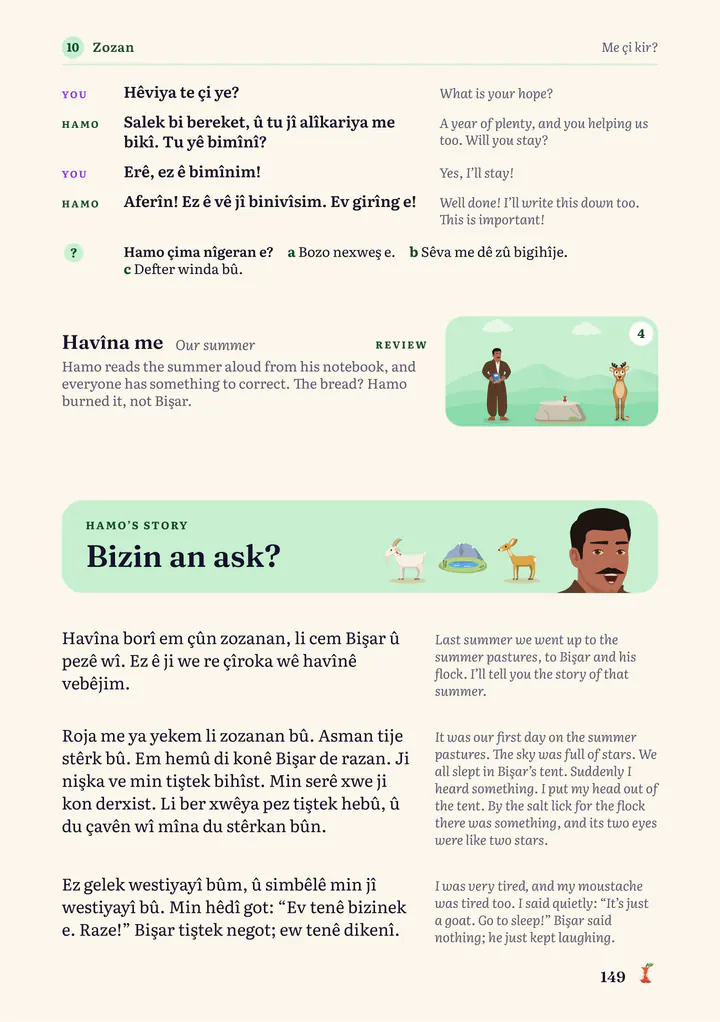 10 Zozan
Me çi kir?
YOU Hêviya te çi ye?
What is your hope?
HAMO Salek bi bereket, û tu jî alîkariya me
bikî. Tu yê bimînî?
A year of plenty, and you helping us
too. Will you stay?
YOU Erê, ez ê bimînim!
Yes, I’ll stay!
HAMO Aferîn! Ez ê vê jî binivîsim. Ev girîng e!
Well done! I’ll write this down too.
This is important!
? Hamo çima nîgeran e? a Bozo nexweş e. b Sêva me dê zû bigihîje.
c Defter winda bû.
Havîna me Our summer REVIEW
4
Hamo reads the summer aloud from his notebook, and
everyone has something to correct. The bread? Hamo
burned it, not Bişar.
HAMO’S STORY
Bizin an ask?
Havîna borî em çûn zozanan, li cem Bişar û
pezê wî. Ez ê ji we re çîroka wê havînê
vebêjim.
Last summer we went up to the
summer pastures, to Bişar and his
flock. I’ll tell you the story of that
summer.
Roja me ya yekem li zozanan bû. Asman tije
stêrk bû. Em hemû di konê Bişar de razan. Ji
nişka ve min tiştek bihîst. Min serê xwe ji
kon derxist. Li ber xwêya pez tiştek hebû, û
du çavên wî mîna du stêrkan bûn.
It was our first day on the summer
pastures. The sky was full of stars. We
all slept in Bişar’s tent. Suddenly I
heard something. I put my head out of
the tent. By the salt lick for the flock
there was something, and its two eyes
were like two stars.
Ez gelek westiyayî bûm, û simbêlê min jî
westiyayî bû. Min hêdî got: “Ev tenê bizinek
e. Raze!” Bişar tiştek negot; ew tenê dikenî.
I was very tired, and my moustache
was tired too. I said quietly: “It’s just
a goat. Go to sleep!” Bişar said
nothing; he just kept laughing.
149